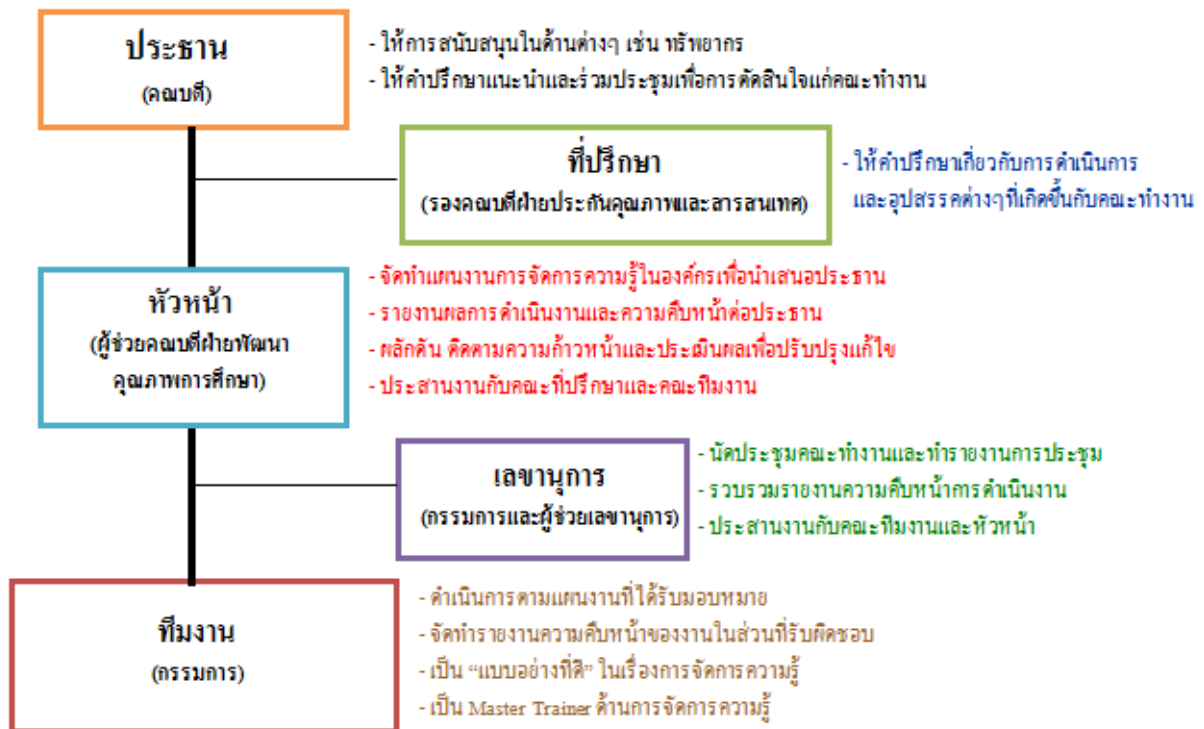 ประธาน
(คณบดี)
- ให้การสนับสนุนในด้านต่างๆ เช่น ทรัพยากร
- ให้คำปรึกษาแนะนำและร่วมประชุมเพื่อการตัดสินใจแก่คณะทำงาน
ที่ปรึกษา
(รองคณบดีฝ่ายประกันคุณภาพและสารสนเทศ)
- ให้คำปรึกษาเกี่ยวกับการดำเนินการ
และอุปสรรคต่างๆที่เกิดขึ้นกับคณะทำงาน
หัวหน้า
(ผู้ช่วยคณบดีฝ่ายพัฒนา
คุณภาพการศึกษา)
- จัดทำแผนงานการจัดการความรู้ในองค์กรเพื่อนำเสนอประธาน
- รายงานผลการดำเนินงานและความคืบหน้าต่อประธาน
- ผลักดัน ติดตามความก้าวหน้าและประเมินผลเพื่อปรับปรุงแก้ไข
- ประสานงานกับคณะที่ปรึกษาและคณะทีมงาน
เลขานุการ
(กรรมการและผู้ช่วยเลขานุการ)
- นัดประชุมคณะทำงานและทำรายงานการประชุม
- รวบรวมรายงานความคืบหน้าการดำเนินงาน
- ประสานงานกับคณะทีมงานและหัวหน้า
ทีมงาน
(กรรมการ)
- ดำเนินการตามแผนงานที่ได้รับมอบหมาย
- จัดทำรายงานความคืบหน้าของงานในส่วนที่รับผิดชอบ
- เป็น “แบบอย่างที่ดี” ในเรื่องการจัดการความรู้
- เป็น Master Trainer ด้านการจัดการความรู้